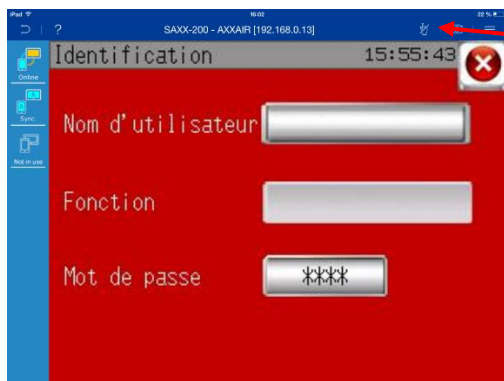 iPad 16:02 22 %
? SAXX-200 - AXXAIR [192.168.0.13]
Identification 15:55:43
Online
Sync.
Not in use
Nom d'utilisateur
Fonction
Mot de passe ****